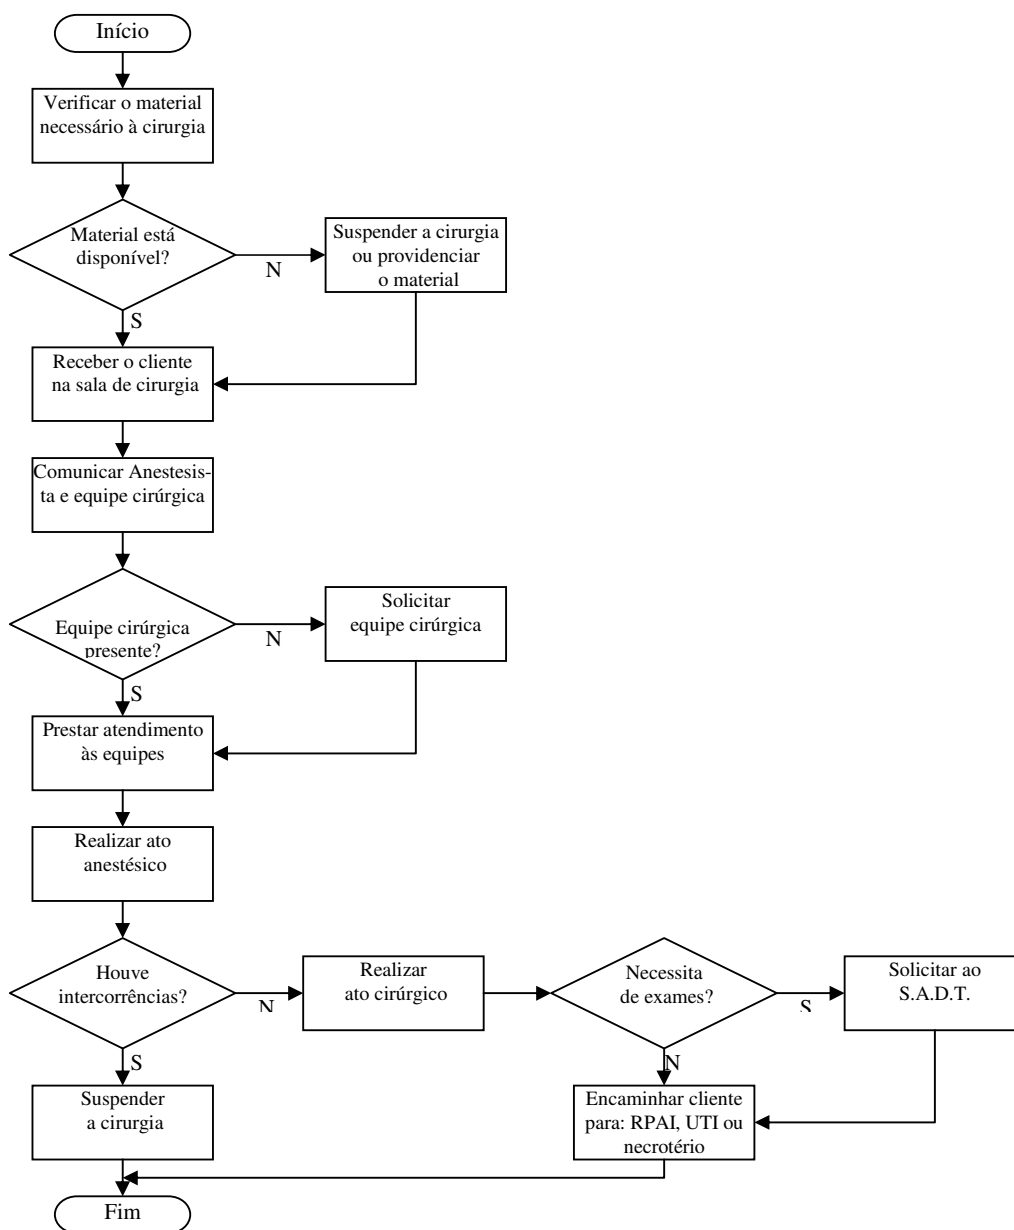 Início
Verificar o material
necessário à cirurgia
Material está
disponível?
N
Suspender a cirurgia
ou providenciar
o material
S
Receber o cliente
na sala de cirurgia
Comunicar Anestesis-
ta e equipe cirúrgica
Equipe cirúrgica
presente?
N
Solicitar
equipe cirúrgica
S
Prestar atendimento
às equipes
Realizar ato
anestésico
Houve
intercorrências?
N
Realizar
ato cirúrgico
Necessita
de exames?
S
Solicitar ao
S.A.D.T.
S
N
Suspender
a cirurgia
Encaminhar cliente
para: RPAI, UTI ou
necrotério
Fim